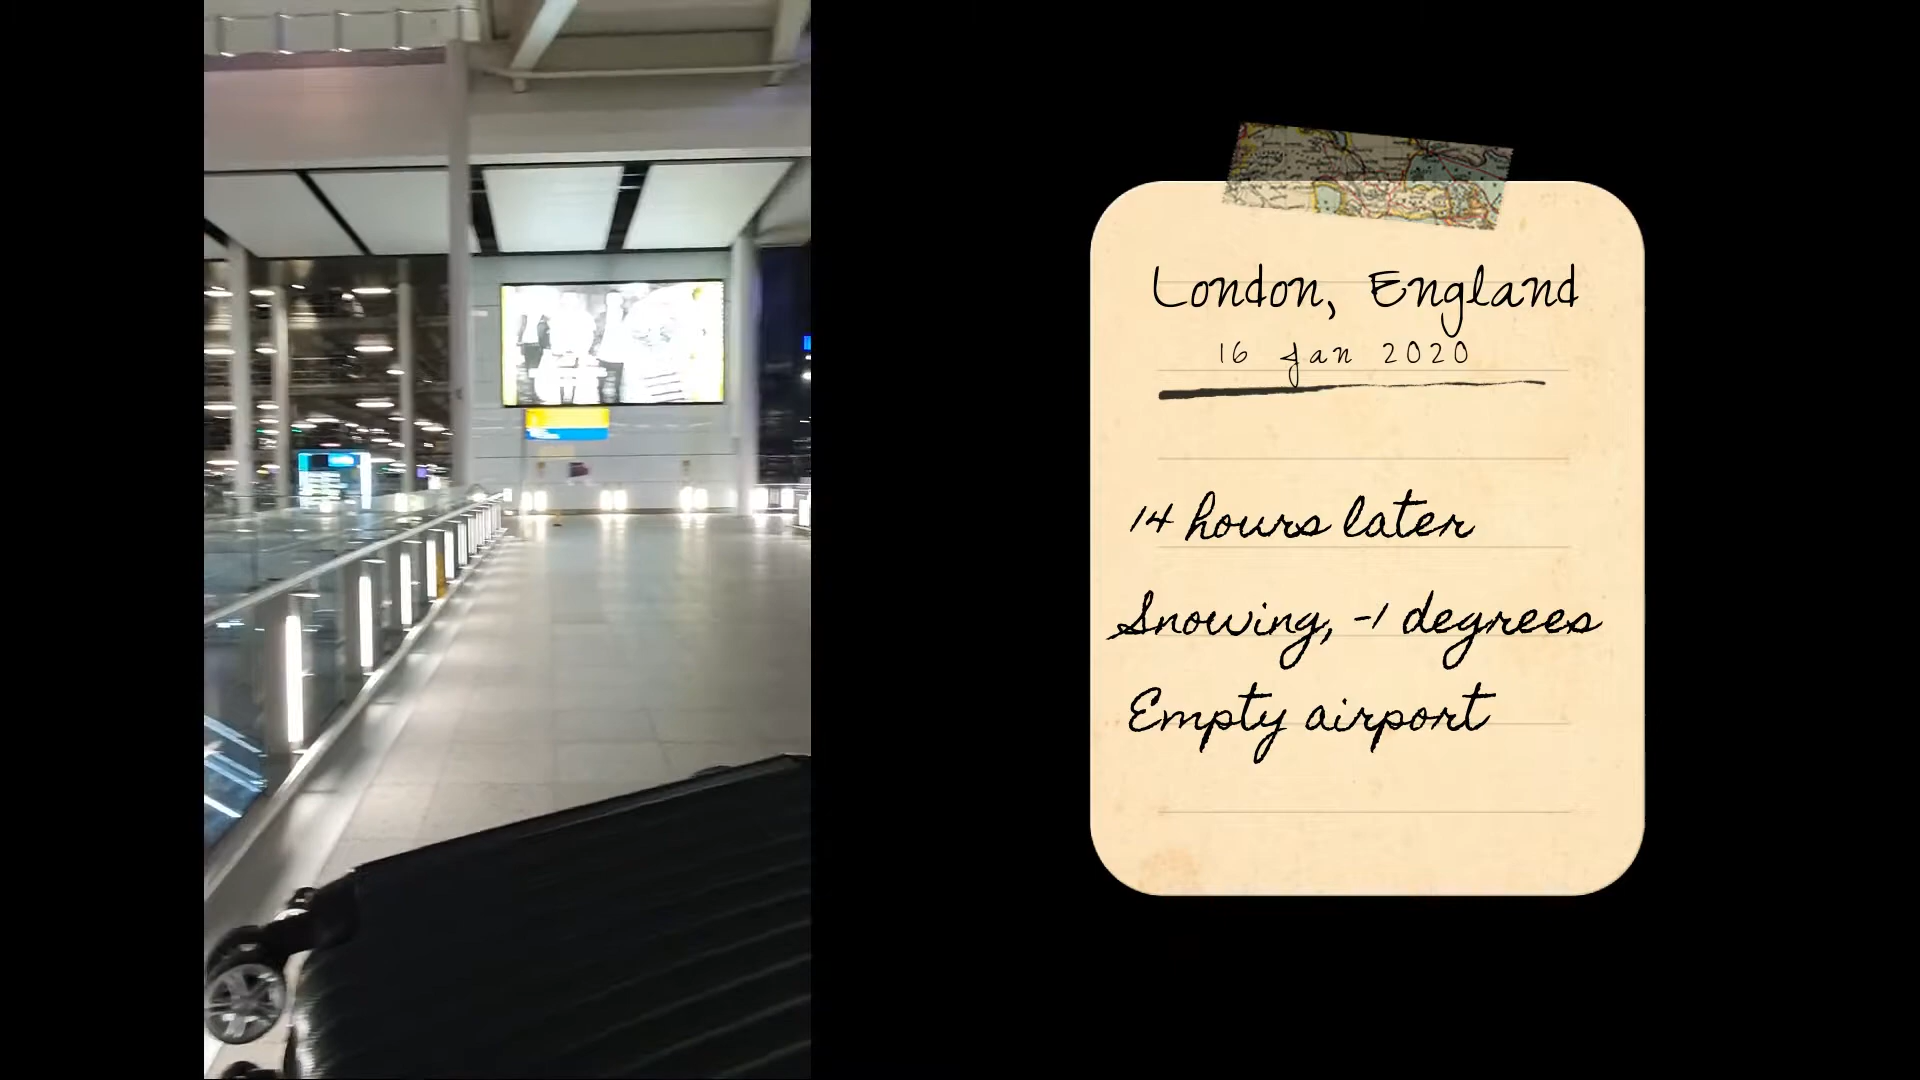 London, England
16 Jan 2020
14 hours later
Snowing, -1 degrees
Empty airport